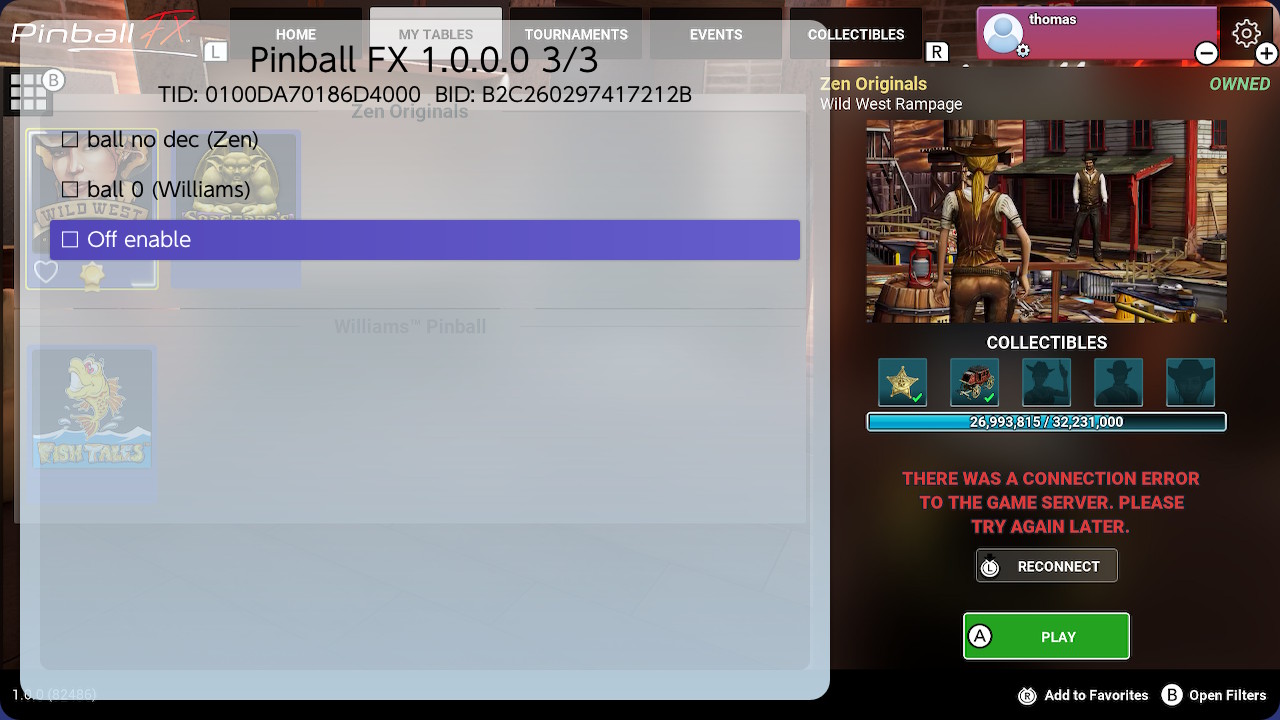 Pinball FX
L
HOME
MY TABLES
TOURNAMENTS
EVENTS
COLLECTIBLES
R
thomas
B
Pinball FX 1.0.0.0 3/3
TID: 0100DA70186D4000 BID: B2C260297417212B
Zen Originals
☐ ball no dec (Zen)
☐ ball 0 (Williams)
☐ Off enable
WILD WEST
SORCERER'S
Williams™ Pinball
FISH TALES
Zen Originals
OWNED
Wild West Rampage
COLLECTIBLES
26,993,815 / 32,231,000
THERE WAS A CONNECTION ERROR
TO THE GAME SERVER. PLEASE
TRY AGAIN LATER.
RECONNECT
A PLAY
1.0.0 (82486)
R Add to Favorites
B Open Filters